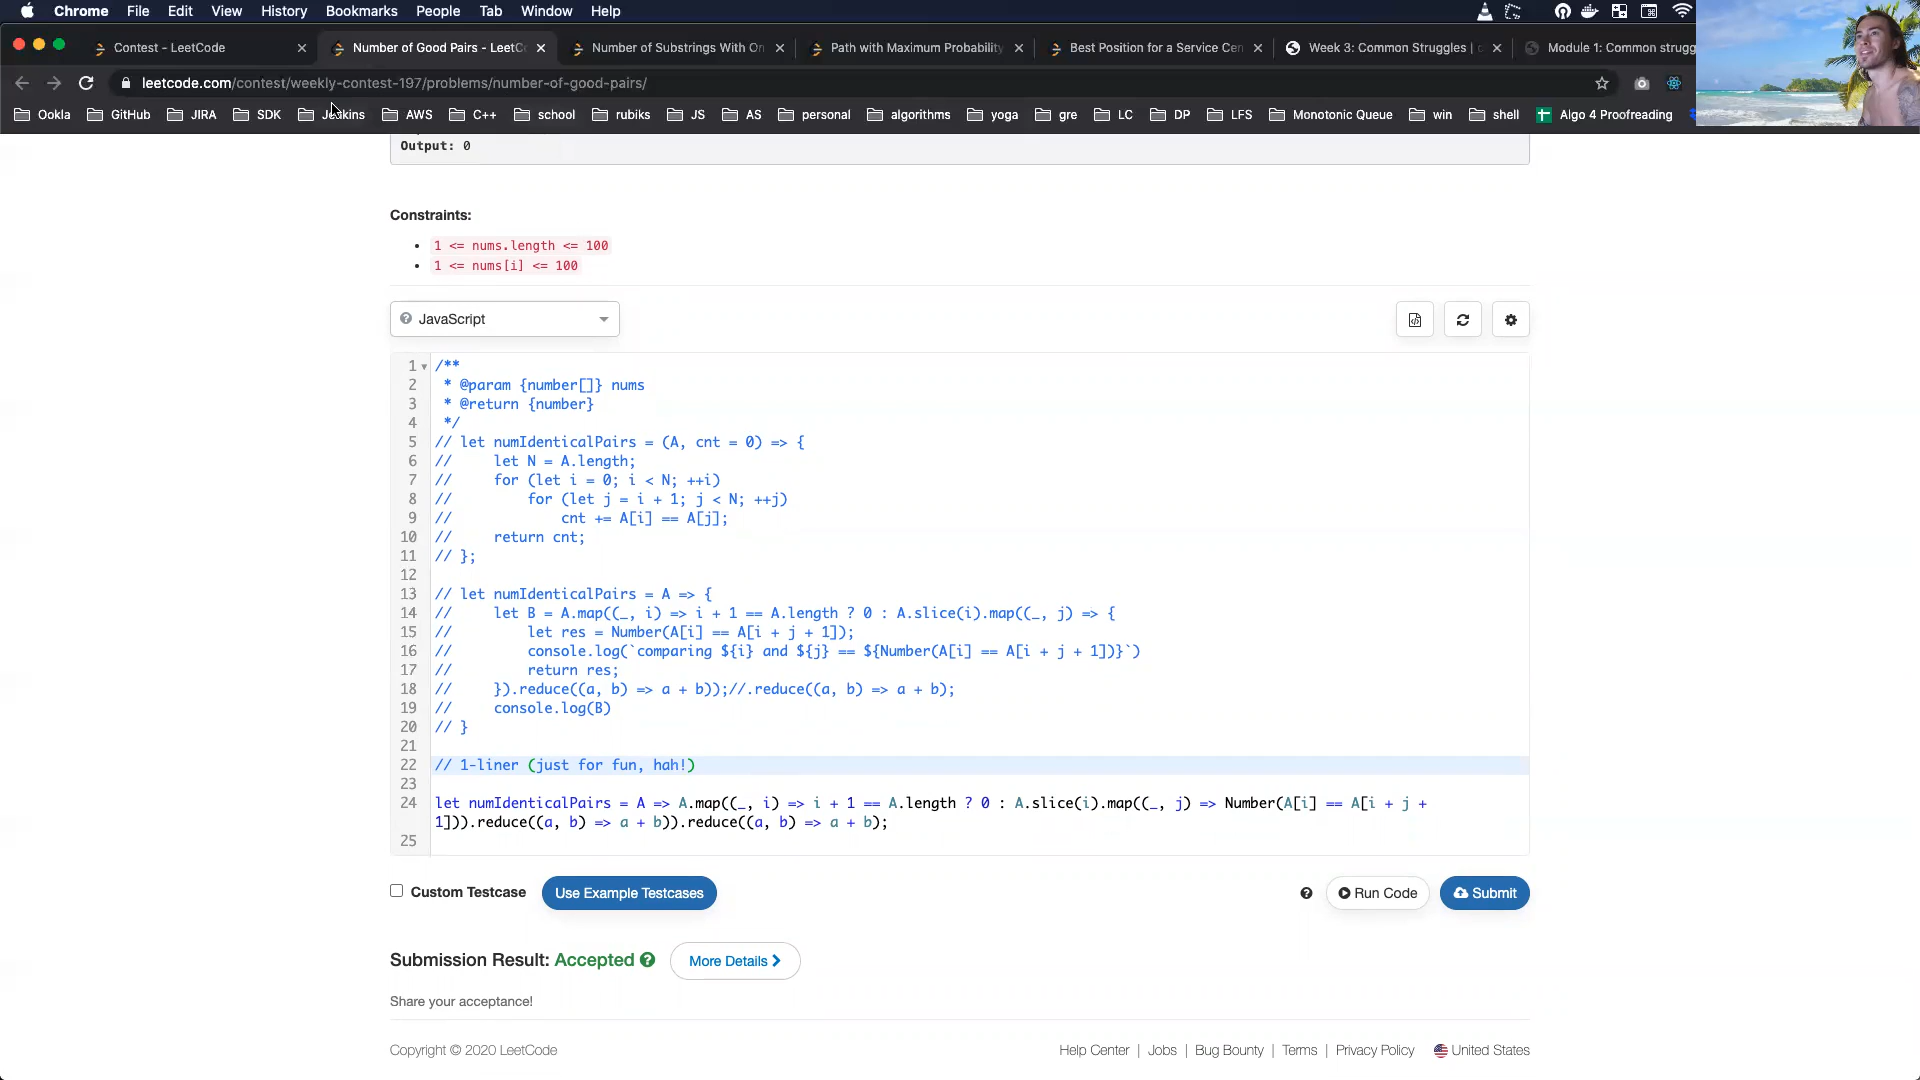 Chrome File Edit View History Bookmarks People Tab Window Help
Contest - LeetCode
Number of Good Pairs - LeetC
Number of Substrings With On
Path with Maximum Probability
Best Position for a Service Cen
Week 3: Common Struggles |
Module 1: Common strugg
leetcode.com/contest/weekly-contest-197/problems/number-of-good-pairs/
Ookla GitHub JIRA SDK Jenkins AWS C++ school rubiks JS AS personal algorithms yoga gre LC DP LFS Monotonic Queue win shell Algo 4 Proofreading
Output: 0
Constraints:
• 1 <= nums.length <= 100
• 1 <= nums[i] <= 100
JavaScript
1 /**
2  * @param {number[]} nums
3  * @return {number}
4  */
5 // let numIdenticalPairs = (A, cnt = 0) => {
6 //     let N = A.length;
7 //     for (let i = 0; i < N; ++i)
8 //         for (let j = i + 1; j < N; ++j)
9 //             cnt += A[i] == A[j];
10 //     return cnt;
11 // };
12
13 // let numIdenticalPairs = A => {
14 //     let B = A.map((_, i) => i + 1 == A.length ? 0 : A.slice(i).map((_, j) => {
15 //         let res = Number(A[i] == A[i + j + 1]);
16 //         console.log(`comparing ${i} and ${j} == ${Number(A[i] == A[i + j + 1])}`)
17 //         return res;
18 //     }).reduce((a, b) => a + b));//.reduce((a, b) => a + b);
19 //     console.log(B)
20 // }
21
22 // 1-liner (just for fun, hah!)
23
24 let numIdenticalPairs = A => A.map((_, i) => i + 1 == A.length ? 0 : A.slice(i).map((_, j) => Number(A[i] == A[i + j +
1])).reduce((a, b) => a + b)).reduce((a, b) => a + b);
25
Custom Testcase Use Example Testcases Run Code Submit
Submission Result: Accepted More Details
Share your acceptance!
Copyright © 2020 LeetCode Help Center | Jobs | Bug Bounty | Terms | Privacy Policy United States